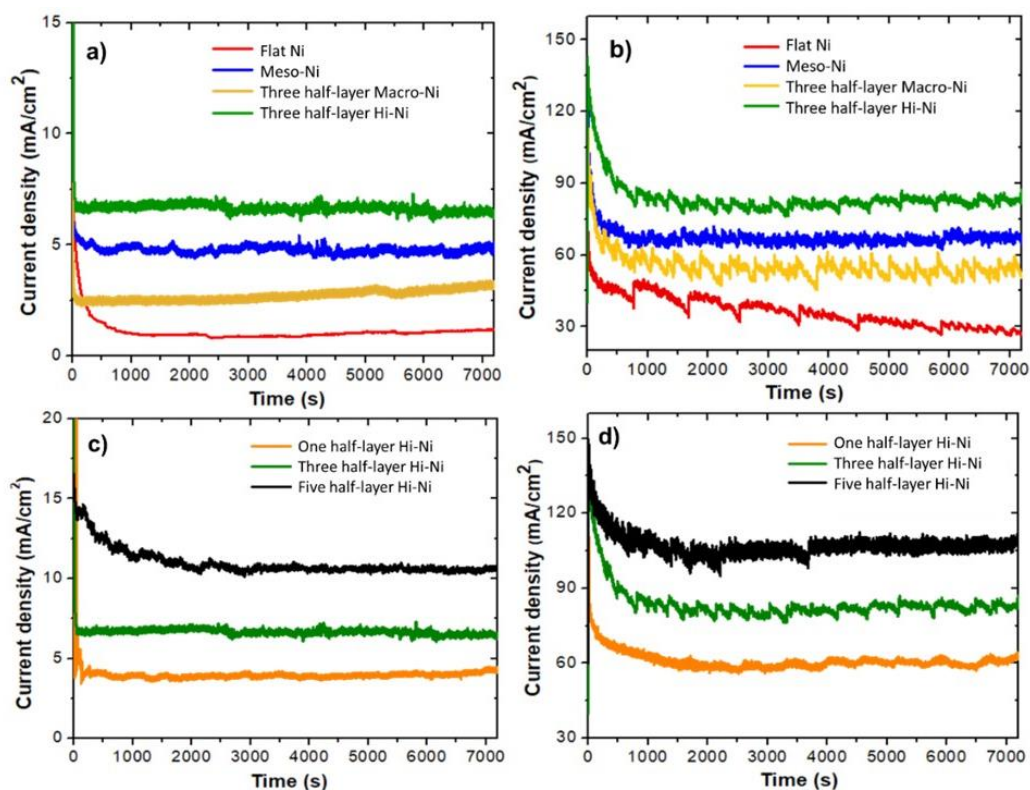 a)
Flat Ni
Meso-Ni
Three half-layer Macro-Ni
Three half-layer Hi-Ni
Current density (mA/cm²)
15
10
5
0
0 1000 2000 3000 4000 5000 6000 7000
Time (s)
b)
Flat Ni
Meso-Ni
Three half-layer Macro-Ni
Three half-layer Hi-Ni
Current density (mA/cm²)
150
120
90
60
30
0 1000 2000 3000 4000 5000 6000 7000
Time (s)
c)
One half-layer Hi-Ni
Three half-layer Hi-Ni
Five half-layer Hi-Ni
Current density (mA/cm²)
20
15
10
5
0
0 1000 2000 3000 4000 5000 6000 7000
Time (s)
d)
One half-layer Hi-Ni
Three half-layer Hi-Ni
Five half-layer Hi-Ni
Current density (mA/cm²)
150
120
90
60
30
0 1000 2000 3000 4000 5000 6000 7000
Time (s)